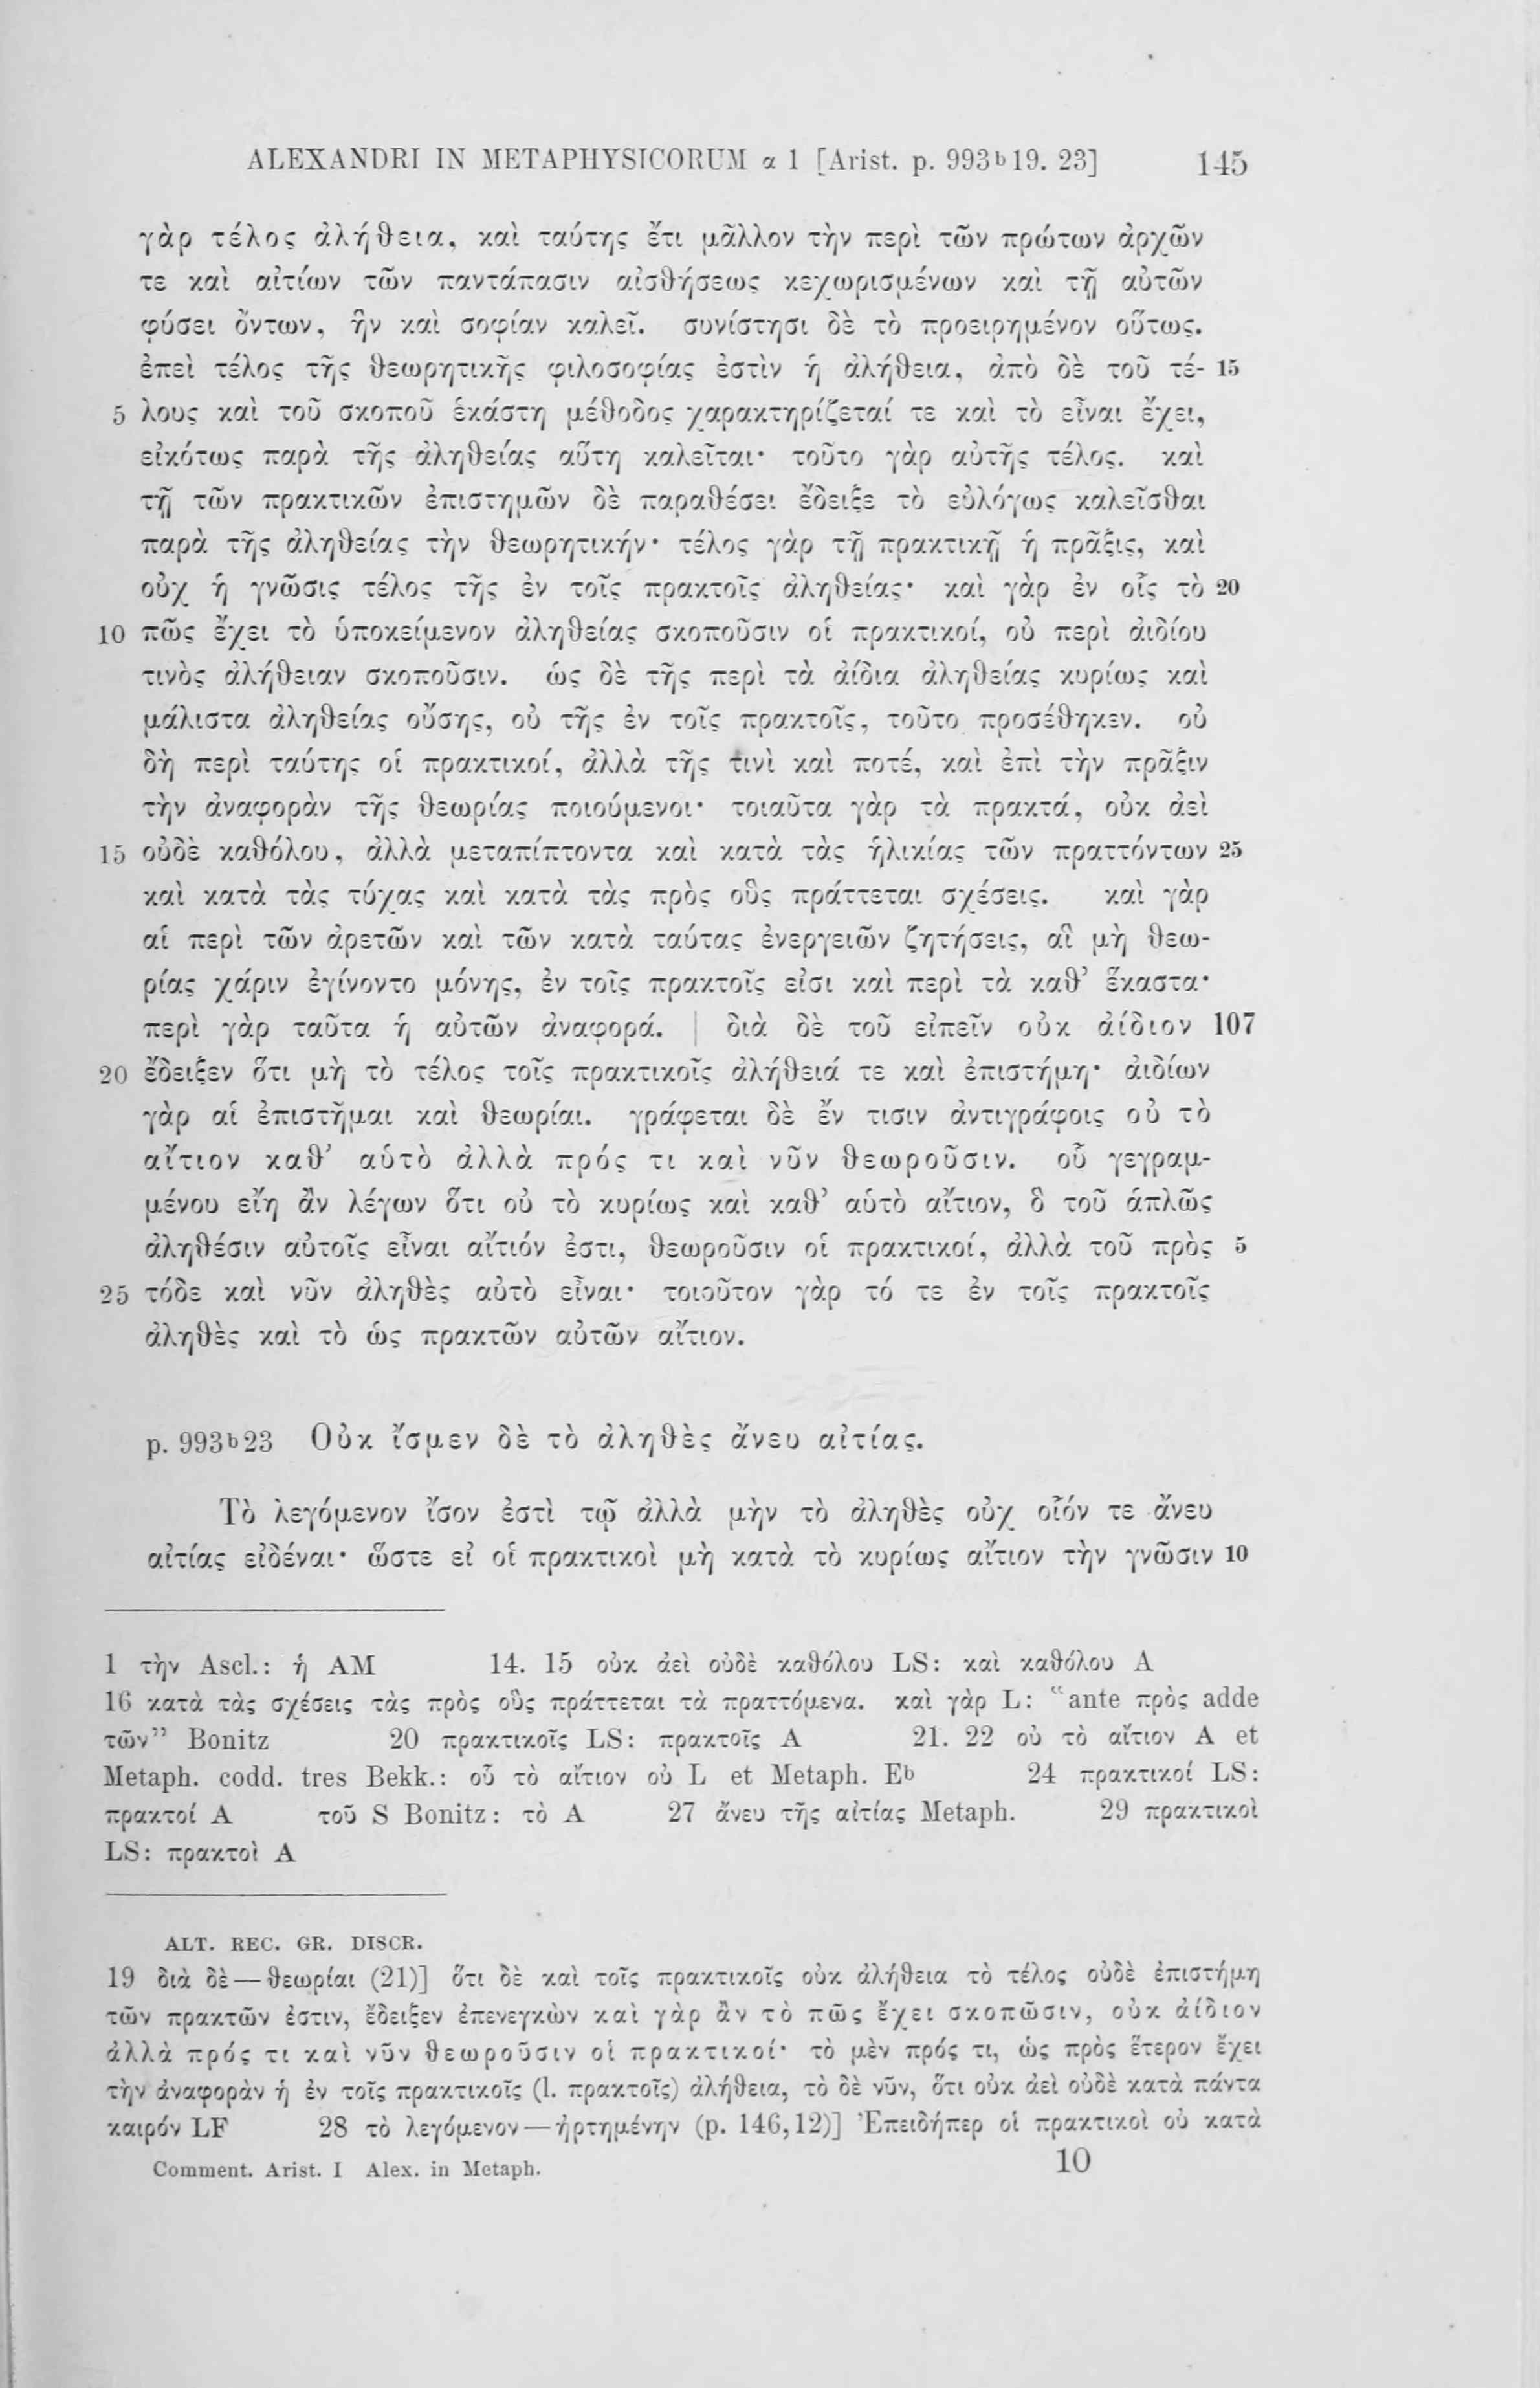 ALEXANDRI IN METAPHYSICORUM α 1 [Arist. p. 993ᵇ19. 23] 145
γὰρ τέλος ἀλήθεια, καὶ ταύτης ἔτι μᾶλλον τὴν περὶ τῶν πρώτων ἀρχῶν
τε καὶ αἰτίων τῶν παντάπασιν αἰσθήσεως κεχωρισμένων καὶ τῇ αὑτῶν
φύσει ὄντων, ἣν καὶ σοφίαν καλεῖ. συνίστησι δὲ τὸ προειρημένον οὕτως.
ἐπεὶ τέλος τῆς θεωρητικῆς φιλοσοφίας ἐστὶν ἡ ἀλήθεια, ἀπὸ δὲ τοῦ τέ- 15
5 λους καὶ τοῦ σκοποῦ ἑκάστη μέθοδος χαρακτηρίζεταί τε καὶ τὸ εἶναι ἔχει,
εἰκότως παρὰ τῆς ἀληθείας αὕτη καλεῖται· τοῦτο γὰρ αὐτῆς τέλος. καὶ
τῇ τῶν πρακτικῶν ἐπιστημῶν δὲ παραθέσει ἔδειξε τὸ εὐλόγως καλεῖσθαι
παρὰ τῆς ἀληθείας τὴν θεωρητικήν· τέλος γὰρ τῇ πρακτικῇ ἡ πρᾶξις, καὶ
οὐχ ἡ γνῶσις τέλος τῆς ἐν τοῖς πρακτοῖς ἀληθείας· καὶ γὰρ ἐν οἷς τὸ 20
10 πῶς ἔχει τὸ ὑποκείμενον ἀληθείας σκοποῦσιν οἱ πρακτικοί, οὐ περὶ ἀιδίου
τινὸς ἀλήθειαν σκοποῦσιν. ὡς δὲ τῆς περὶ τὰ ἀίδια ἀληθείας κυρίως καὶ
μάλιστα ἀληθείας οὔσης, οὐ τῆς ἐν τοῖς πρακτοῖς, τοῦτο προσέθηκεν. οὐ
δὴ περὶ ταύτης οἱ πρακτικοί, ἀλλὰ τῆς τινὶ καὶ ποτέ, καὶ ἐπὶ τὴν πρᾶξιν
τὴν ἀναφορὰν τῆς θεωρίας ποιούμενοι· τοιαῦτα γὰρ τὰ πρακτά, οὐκ ἀεὶ
15 οὐδὲ καθόλου, ἀλλὰ μεταπίπτοντα καὶ κατὰ τὰς ἡλικίας τῶν πραττόντων 25
καὶ κατὰ τὰς τύχας καὶ κατὰ τὰς πρὸς οὓς πράττεται σχέσεις. καὶ γὰρ
αἱ περὶ τῶν ἀρετῶν καὶ τῶν κατὰ ταύτας ἐνεργειῶν ζητήσεις, αἳ μὴ θεω-
ρίας χάριν ἐγίνοντο μόνης, ἐν τοῖς πρακτοῖς εἰσι καὶ περὶ τὰ καθ’ ἕκαστα·
περὶ γὰρ ταῦτα ἡ αὐτῶν ἀναφορά. | διὰ δὲ τοῦ εἰπεῖν οὐκ ἀίδιον 107
20 ἔδειξεν ὅτι μὴ τὸ τέλος τοῖς πρακτικοῖς ἀλήθειά τε καὶ ἐπιστήμη· ἀιδίων
γὰρ αἱ ἐπιστῆμαι καὶ θεωρίαι. γράφεται δὲ ἔν τισιν ἀντιγράφοις οὐ τὸ
αἴτιον καθ’ αὑτὸ ἀλλὰ πρός τι καὶ νῦν θεωροῦσιν. οὗ γεγραμ-
μένου εἴη ἂν λέγων ὅτι οὐ τὸ κυρίως καὶ καθ’ αὑτὸ αἴτιον, ὃ τοῦ ἁπλῶς
ἀληθέσιν αὐτοῖς εἶναι αἴτιόν ἐστι, θεωροῦσιν οἱ πρακτικοί, ἀλλὰ τοῦ πρὸς 5
25 τόδε καὶ νῦν ἀληθὲς αὐτὸ εἶναι· τοιοῦτον γὰρ τό τε ἐν τοῖς πρακτοῖς
ἀληθὲς καὶ τὸ ὡς πρακτῶν αὐτῶν αἴτιον.
p. 993ᵇ23 Οὐκ ἴσμεν δὲ τὸ ἀληθὲς ἄνευ αἰτίας.
Τὸ λεγόμενον ἴσον ἐστὶ τῷ ἀλλὰ μὴν τὸ ἀληθὲς οὐχ οἷόν τε ἄνευ
αἰτίας εἰδέναι· ὥστε εἰ οἱ πρακτικοὶ μὴ κατὰ τὸ κυρίως αἴτιον τὴν γνῶσιν 10
1 τὴν Ascl.: ἡ AM 14. 15 οὐκ ἀεὶ οὐδὲ καθόλου LS: καὶ καθόλου A
16 κατὰ τὰς σχέσεις τὰς πρὸς οὓς πράττεται τὰ πραττόμενα. καὶ γὰρ L: “ante πρὸς adde
τῶν” Bonitz 20 πρακτικοῖς LS: πρακτοῖς A 21. 22 οὐ τὸ αἴτιον A et
Metaph. codd. tres Bekk.: οὗ τὸ αἴτιον οὐ L et Metaph. Eᵇ 24 πρακτικοί LS:
πρακτοί A τοῦ S Bonitz: τὸ A 27 ἄνευ τῆς αἰτίας Metaph. 29 πρακτικοὶ
LS: πρακτοὶ A
ALT. REC. GR. DISCR.
19 διὰ δὲ — θεωρίαι (21)] ὅτι δὲ καὶ τοῖς πρακτικοῖς οὐκ ἀλήθεια τὸ τέλος οὐδὲ ἐπιστήμη
τῶν πρακτῶν ἐστιν, ἔδειξεν ἐπενεγκὼν καὶ γὰρ ἂν τὸ πῶς ἔχει σκοπῶσιν, οὐκ ἀίδιον
ἀλλὰ πρός τι καὶ νῦν θεωροῦσιν οἱ πρακτικοί· τὸ μὲν πρός τι, ὡς πρὸς ἕτερον ἔχει
τὴν ἀναφορὰν ἡ ἐν τοῖς πρακτικοῖς (l. πρακτοῖς) ἀλήθεια, τὸ δὲ νῦν, ὅτι οὐκ ἀεὶ οὐδὲ κατὰ πάντα
καιρόν LF 28 τὸ λεγόμενον — ἠρτημένην (p. 146,12)] Ἐπειδήπερ οἱ πρακτικοὶ οὐ κατὰ
Comment. Arist. I Alex. in Metaph. 10